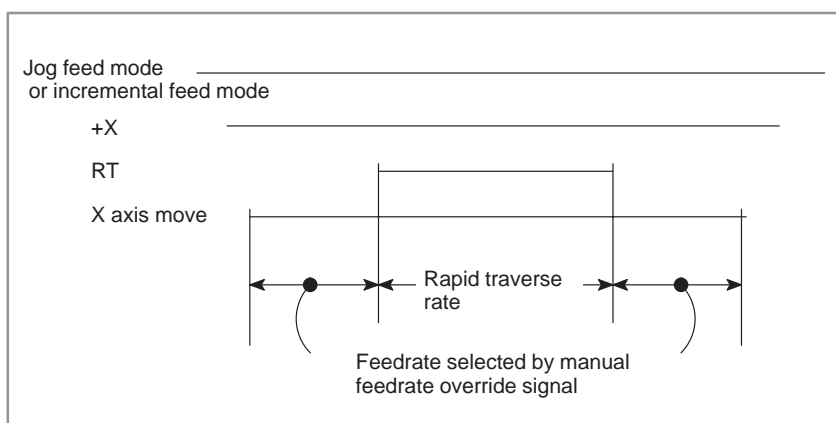 Jog feed mode
or incremental feed mode
+X
RT
X axis move
Rapid traverse
rate
Feedrate selected by manual
feedrate override signal